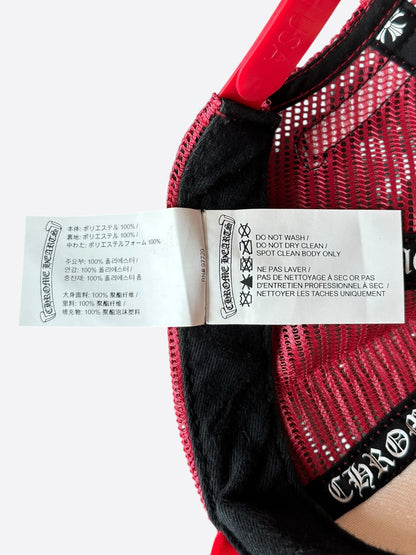 USA
CHROME HEARTS
本体: ポリエステル 100% /
裏地: ポリエステル 100% /
中わた: ポリエステルフォーム 100%
주요부: 100% 폴리에스터 /
안감: 100% 폴리에스터 /
충전재: 100% 폴리에스터 폼
大身面料: 100% 聚酯纤维 /
里料: 100% 聚酯纤维 /
填充物: 100% 聚酯泡沫塑料
CHROME HEARTS
DO NOT WASH /
DO NOT DRY CLEAN /
SPOT CLEAN BODY ONLY
NE PAS LAVER /
PAS DE NETTOYAGE À SEC OR PAS
D'ENTRETIEN PROFESSIONNEL À SEC /
NETTOYER LES TACHES UNIQUEMENT
CHROM